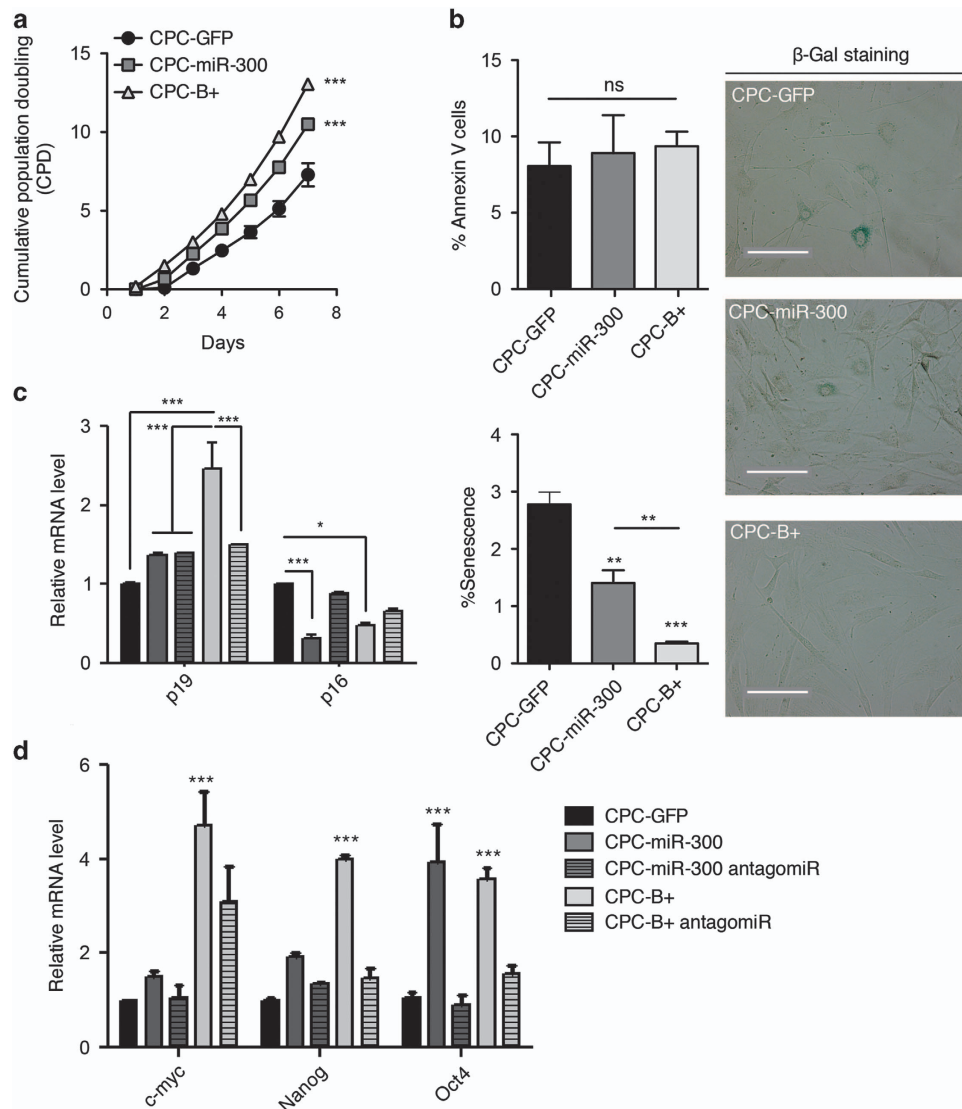 a
CPC-GFP
CPC-miR-300
CPC-B+
Cumulative population doubling
(CPD)
15
10
5
0
***
***
0 2 4 6 8
Days
b
% Annexin V cells
15
10
5
0
ns
CPC-GFP
CPC-miR-300
CPC-B+
β-Gal staining
CPC-GFP
CPC-miR-300
CPC-B+
%Senescence
4
3
2
1
0
**
**
***
CPC-GFP
CPC-miR-300
CPC-B+
c
Relative mRNA level
3
2
1
0
***
***
***
*
***
p19
p16
d
Relative mRNA level
6
4
2
0
***
***
***
***
c-myc
Nanog
Oct4
CPC-GFP
CPC-miR-300
CPC-miR-300 antagomiR
CPC-B+
CPC-B+ antagomiR